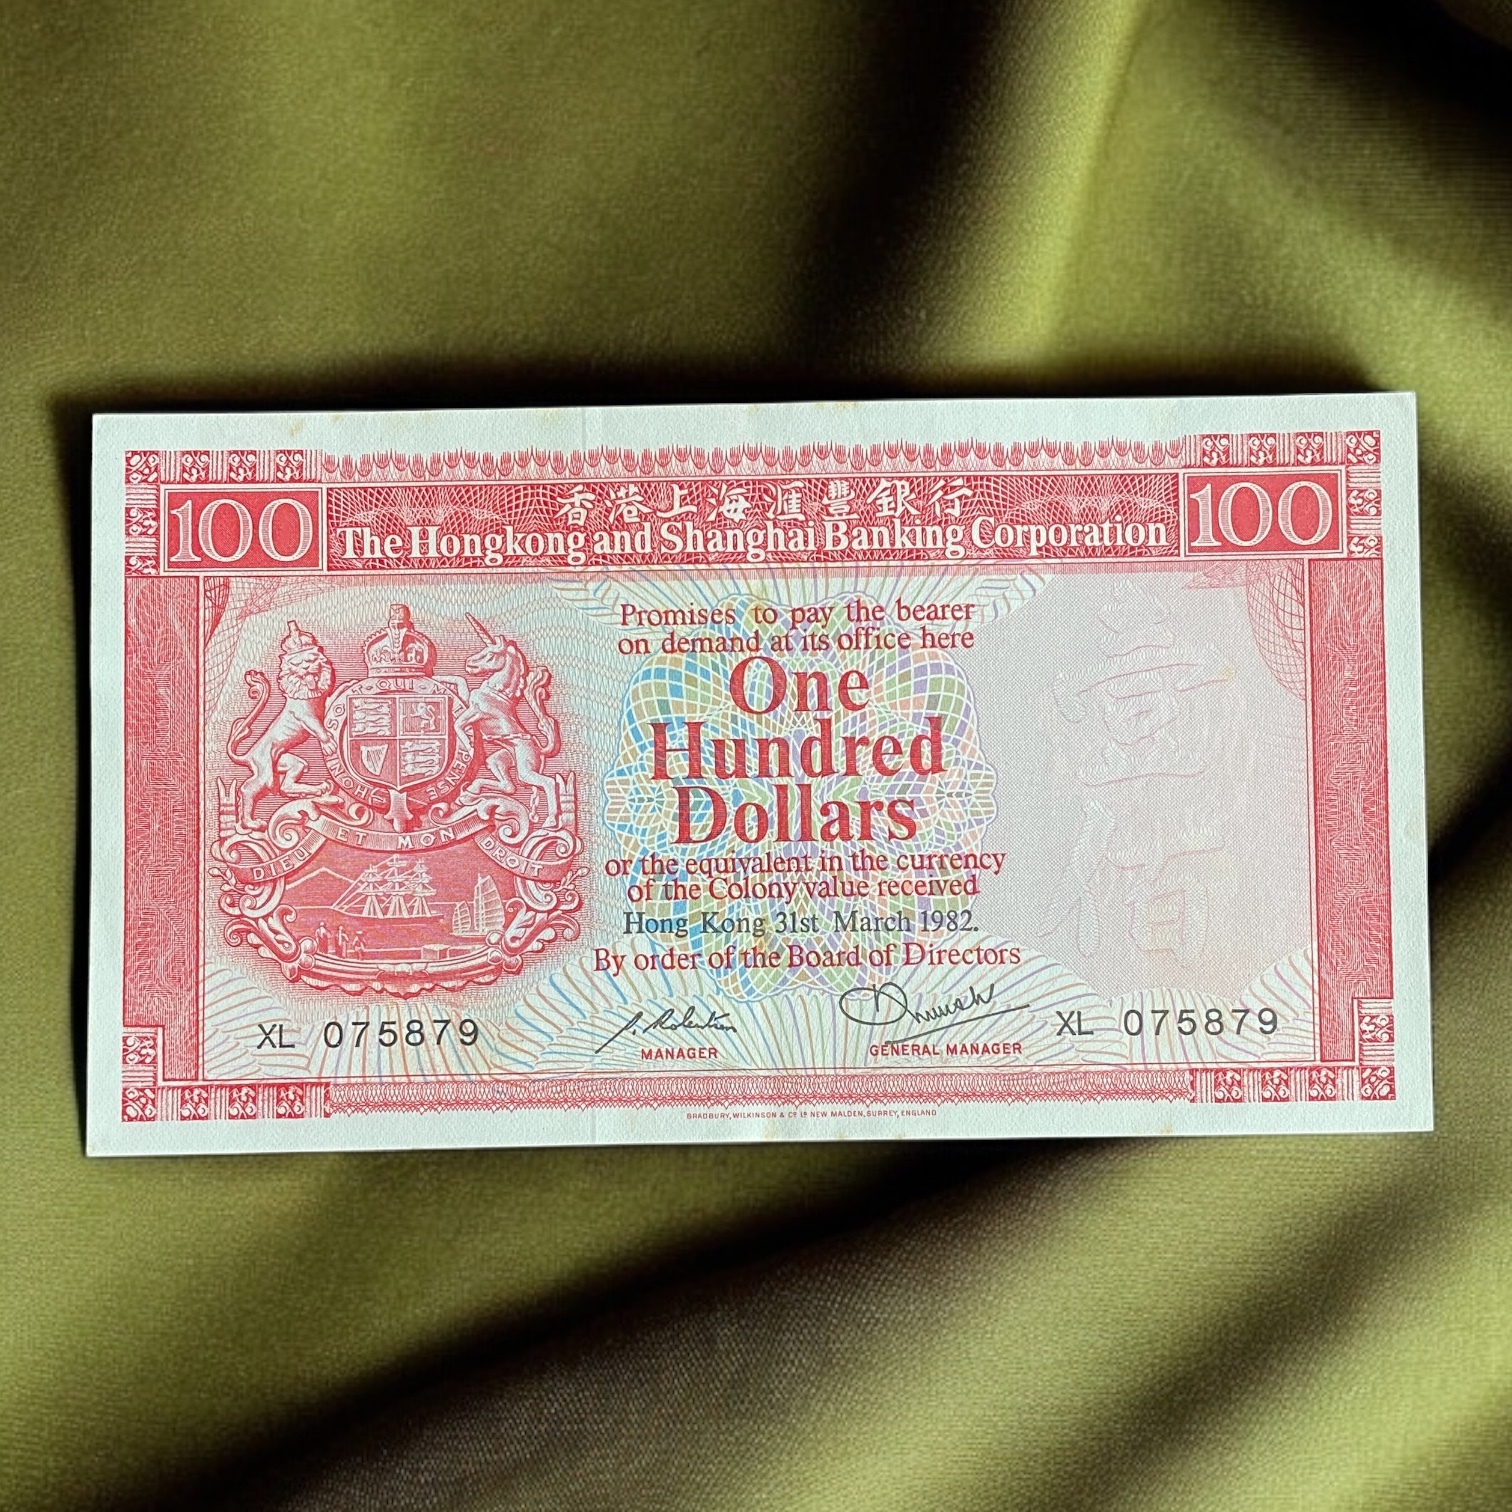 100
香港上海滙豐銀行
The Hongkong and Shanghai Banking Corporation
100
Promises to pay the bearer
on demand at its office here
One
Hundred
Dollars
or the equivalent in the currency
of the Colony value received
Hong Kong 31st March 1982.
By order of the Board of Directors
DIEU ET MON DROIT
XL 075879
MANAGER
GENERAL MANAGER
XL 075879
BRADBURY, WILKINSON & Cº Lᴰ NEW MALDEN, SURREY, ENGLAND